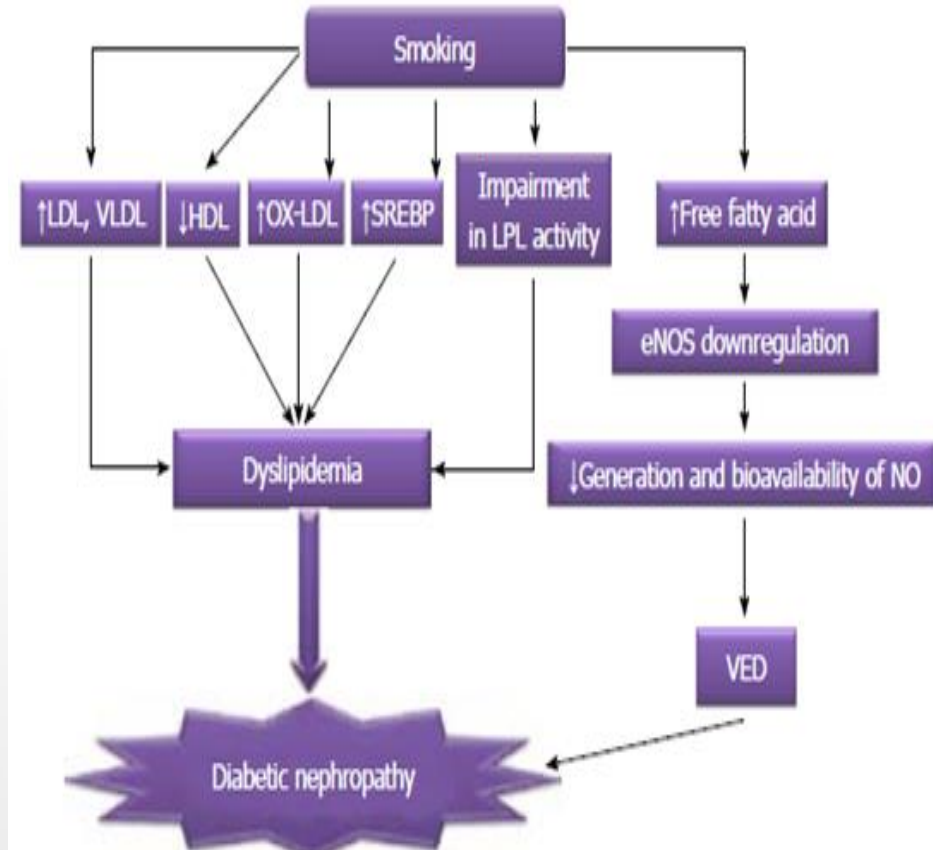 Smoking
↑LDL, VLDL
↓HDL
↑OX-LDL
↑SREBP
Impairment
in LPL activity
↑Free fatty acid
eNOS downregulation
↓Generation and bioavailability of NO
Dyslipidemia
VED
Diabetic nephropathy